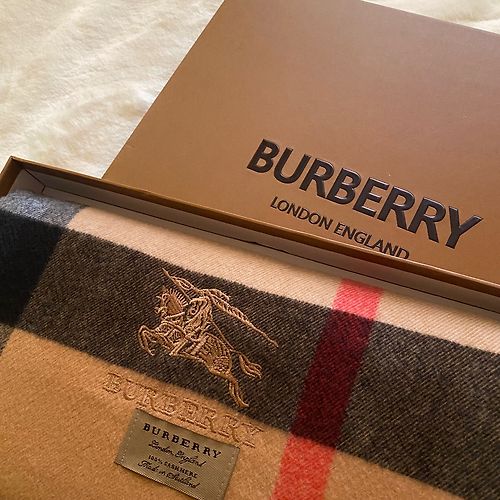 BURBERRY
LONDON ENGLAND
BURBERRY
BURBERRY
London, England
100% CASHMERE
Made in Scotland